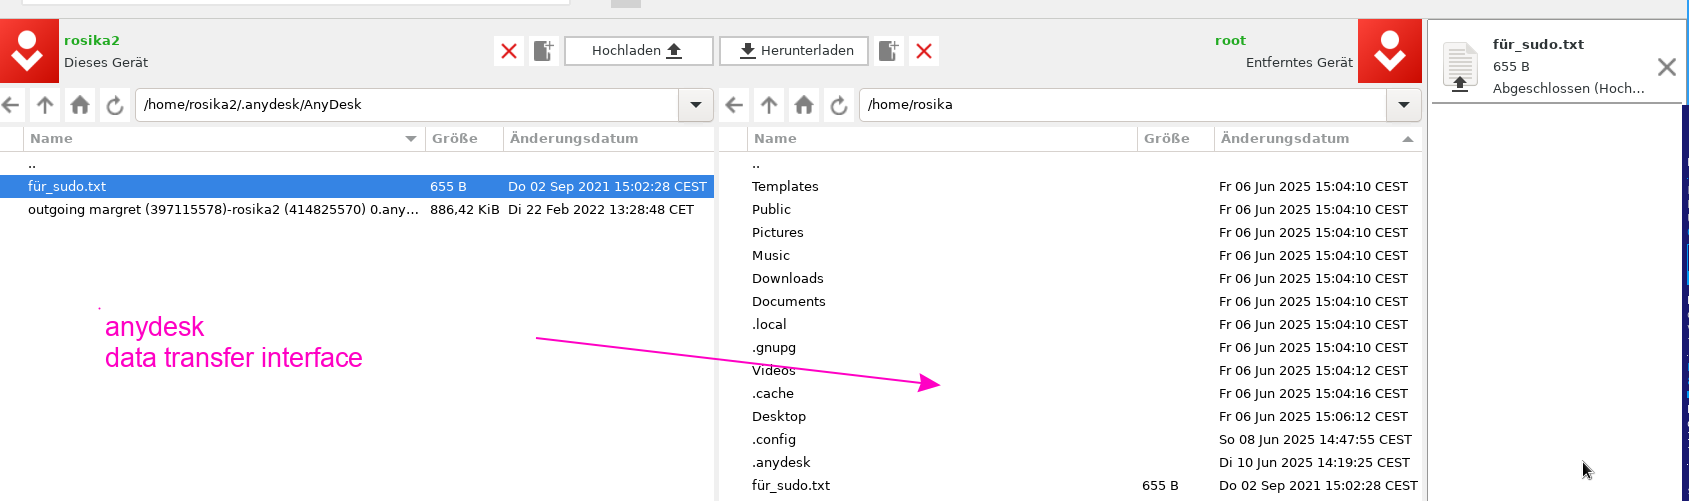 rosika2
Dieses Gerät
Hochladen
Herunterladen
root
Entferntes Gerät
für_sudo.txt
655 B
Abgeschlossen (Hoch...
/home/rosika2/.anydesk/AnyDesk
/home/rosika
Name Größe Änderungsdatum
..
für_sudo.txt 655 B Do 02 Sep 2021 15:02:28 CEST
outgoing margret (397115578)-rosika2 (414825570) 0.any... 886,42 KiB Di 22 Feb 2022 13:28:48 CET
anydesk
data transfer interface
Name Größe Änderungsdatum
..
Templates Fr 06 Jun 2025 15:04:10 CEST
Public Fr 06 Jun 2025 15:04:10 CEST
Pictures Fr 06 Jun 2025 15:04:10 CEST
Music Fr 06 Jun 2025 15:04:10 CEST
Downloads Fr 06 Jun 2025 15:04:10 CEST
Documents Fr 06 Jun 2025 15:04:10 CEST
.local Fr 06 Jun 2025 15:04:10 CEST
.gnupg Fr 06 Jun 2025 15:04:10 CEST
Videos Fr 06 Jun 2025 15:04:12 CEST
.cache Fr 06 Jun 2025 15:04:16 CEST
Desktop Fr 06 Jun 2025 15:06:12 CEST
.config So 08 Jun 2025 14:47:55 CEST
.anydesk Di 10 Jun 2025 14:19:25 CEST
für_sudo.txt 655 B Do 02 Sep 2021 15:02:28 CEST